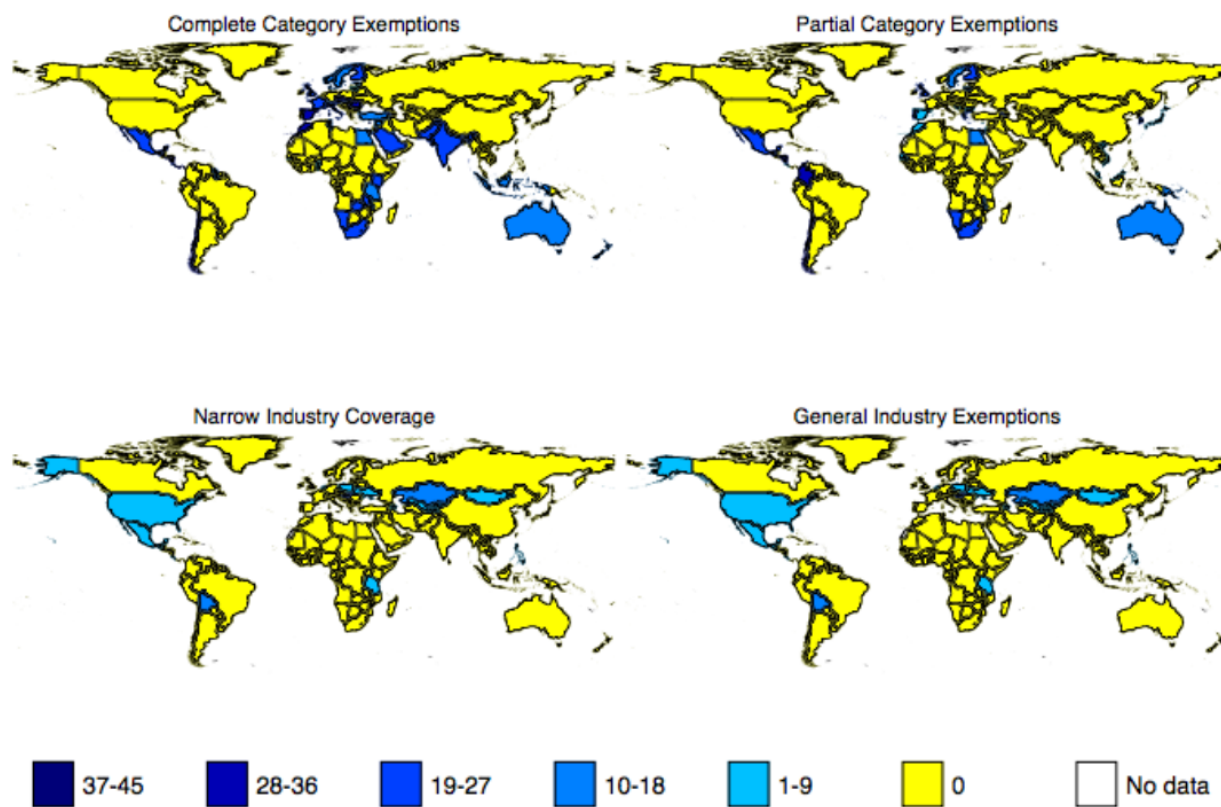 Complete Category Exemptions
Partial Category Exemptions
Narrow Industry Coverage
General Industry Exemptions
37-45
28-36
19-27
10-18
1-9
0
No data